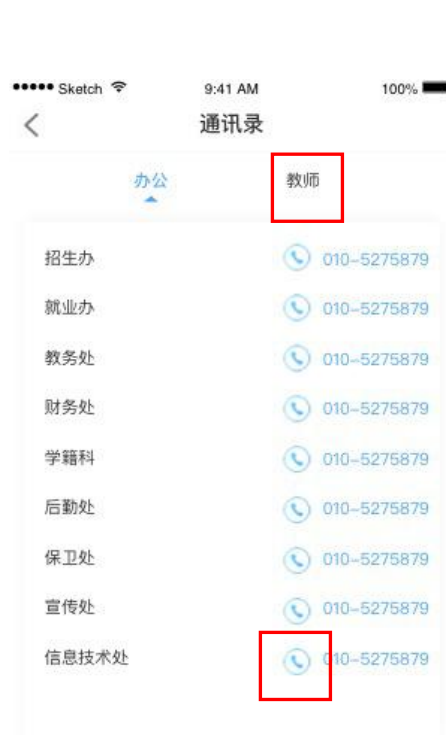 Sketch 9:41 AM 100%
通讯录
办公 教师
招生办 010-5275879
就业办 010-5275879
教务处 010-5275879
财务处 010-5275879
学籍科 010-5275879
后勤处 010-5275879
保卫处 010-5275879
宣传处 010-5275879
信息技术处 010-5275879